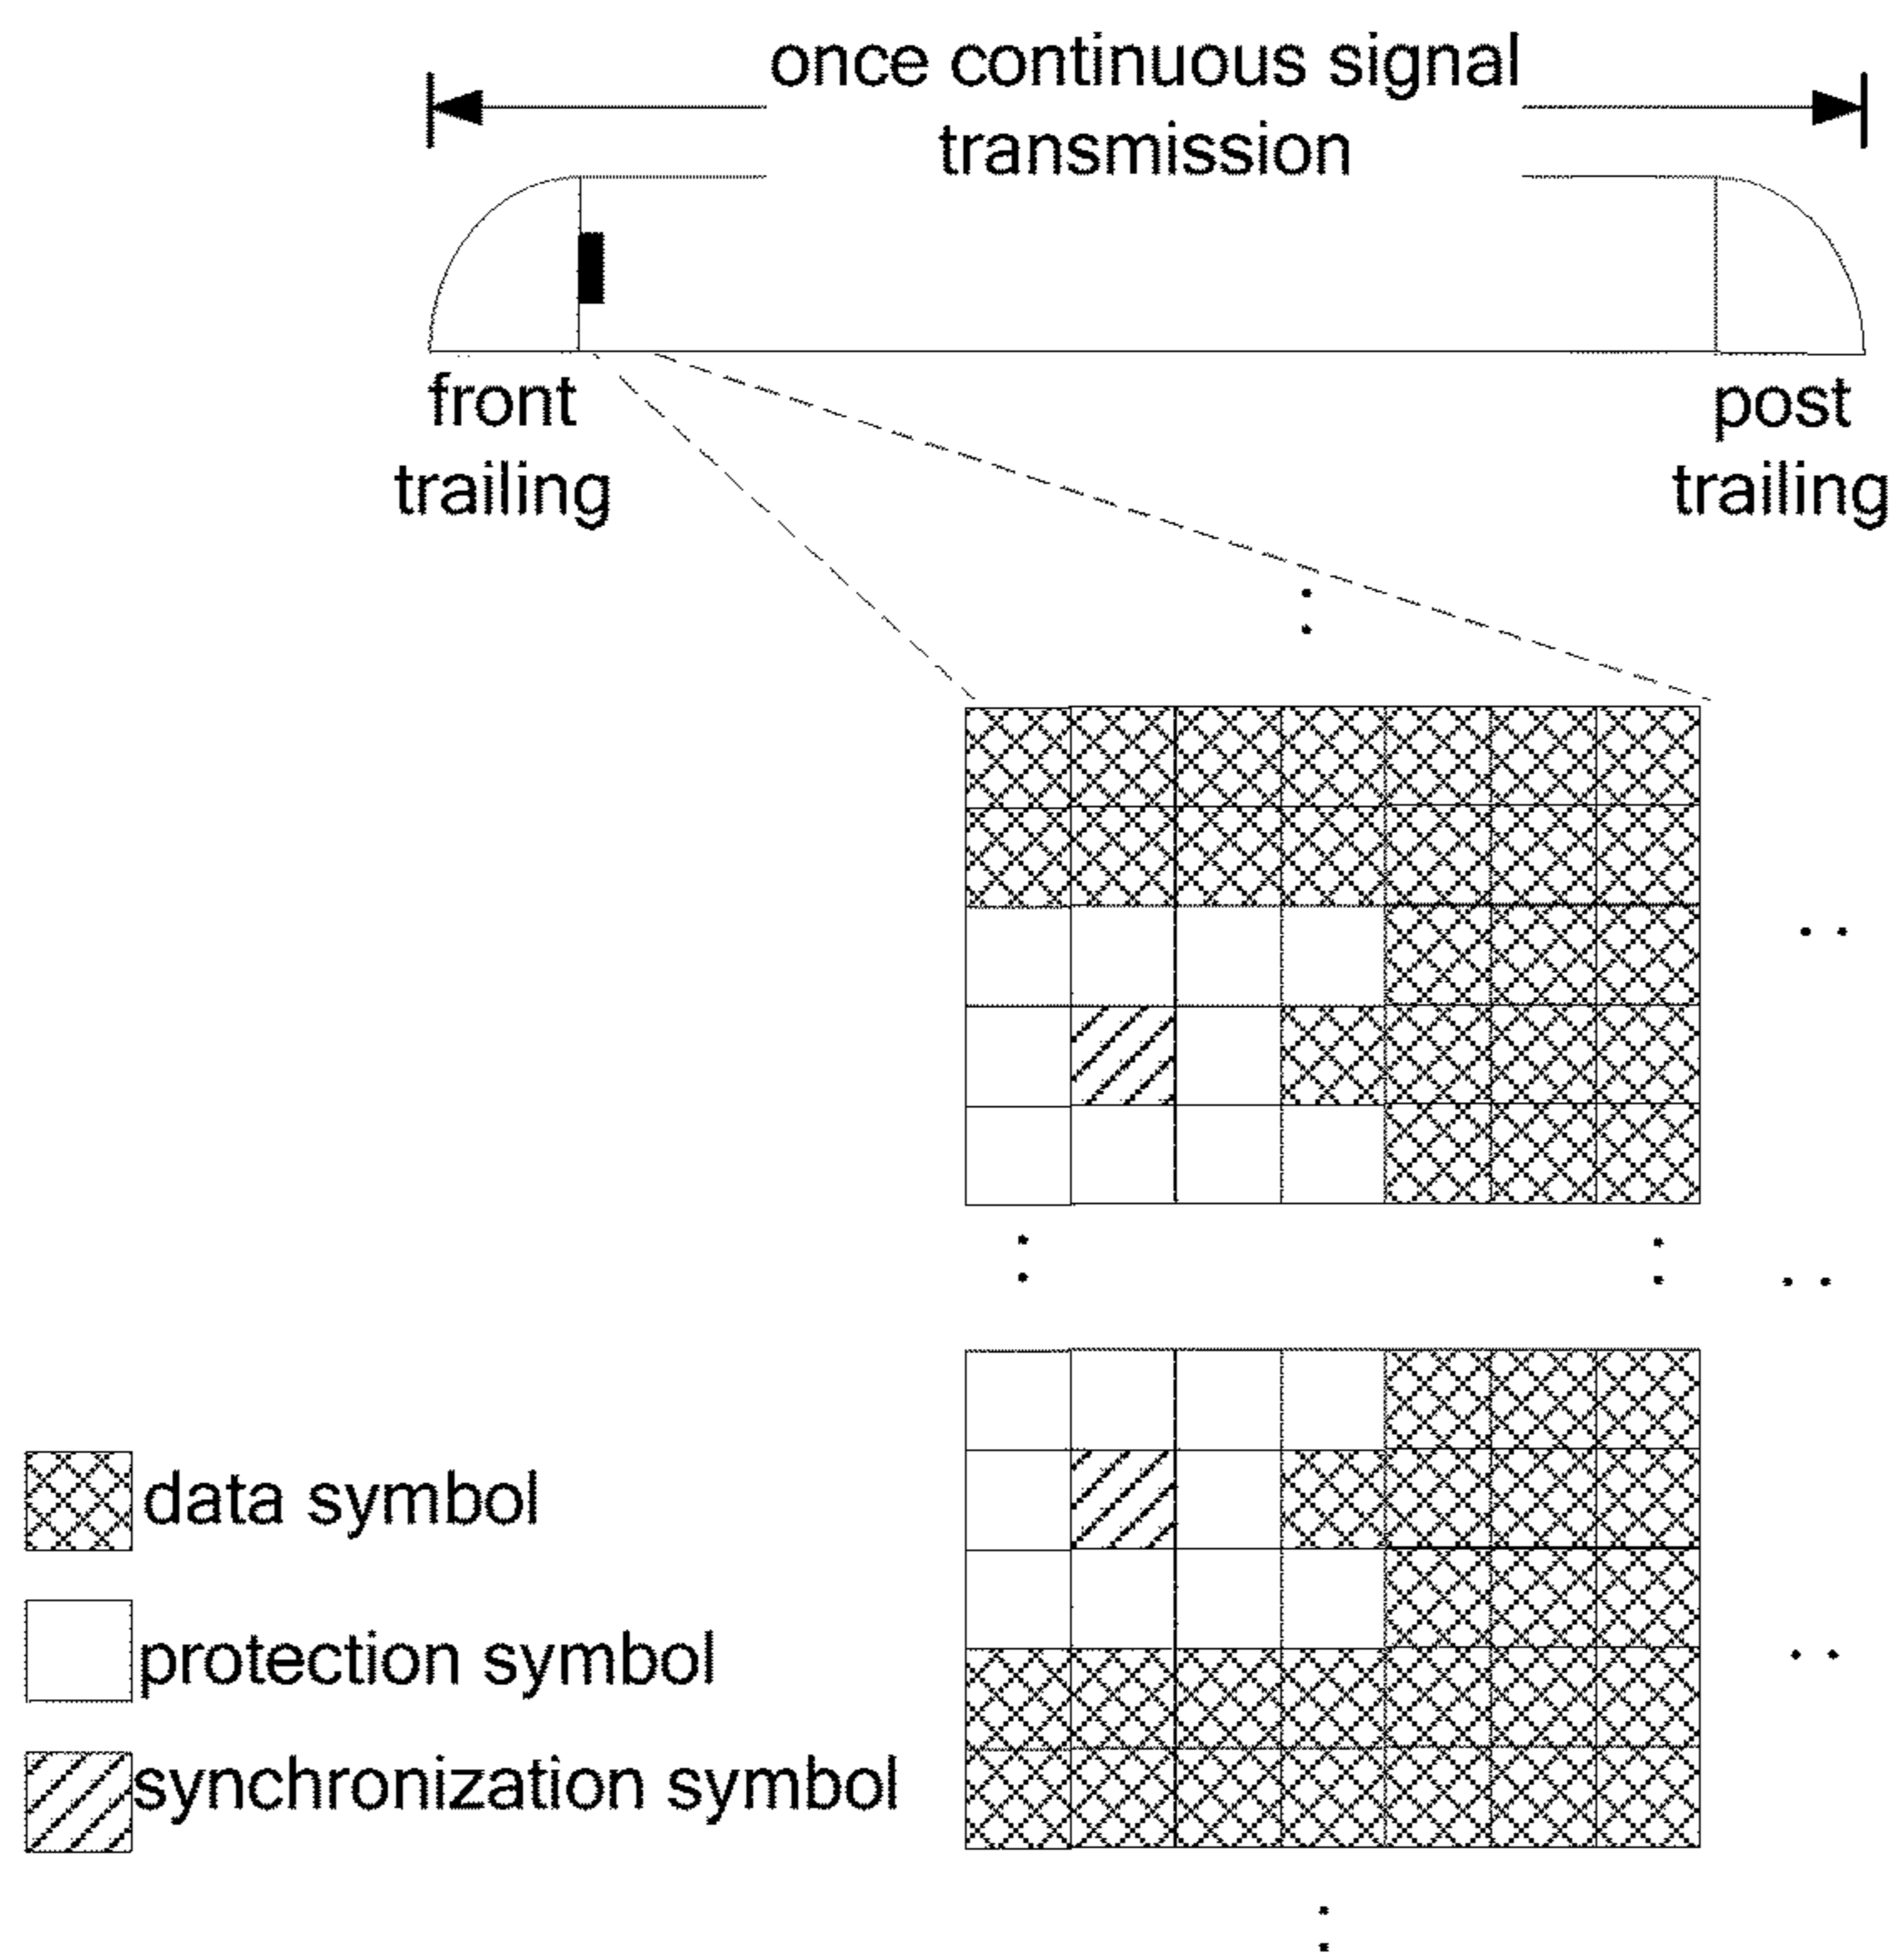 once continuous signal
transmission
front
trailing
post
trailing
data symbol
protection symbol
synchronization symbol